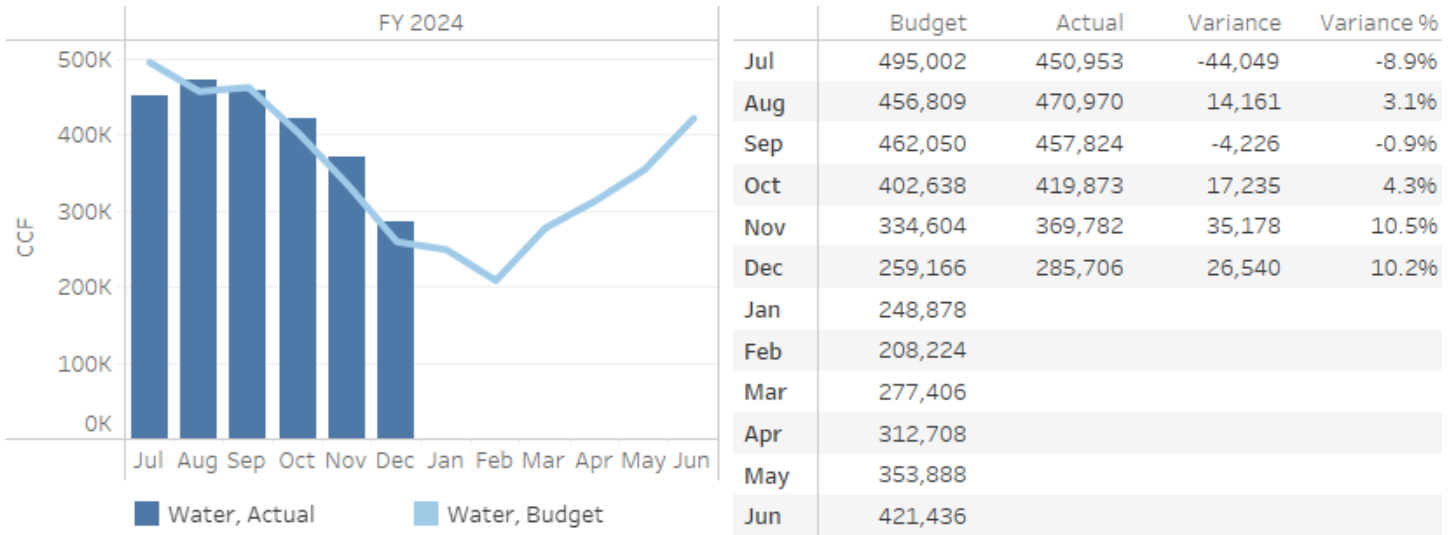 FY 2024
500K
400K
300K
200K
100K
0K
CCF
Jul Aug Sep Oct Nov Dec Jan Feb Mar Apr May Jun
Water, Actual Water, Budget
Budget Actual Variance Variance %
Jul 495,002 450,953 -44,049 -8.9%
Aug 456,809 470,970 14,161 3.1%
Sep 462,050 457,824 -4,226 -0.9%
Oct 402,638 419,873 17,235 4.3%
Nov 334,604 369,782 35,178 10.5%
Dec 259,166 285,706 26,540 10.2%
Jan 248,878
Feb 208,224
Mar 277,406
Apr 312,708
May 353,888
Jun 421,436